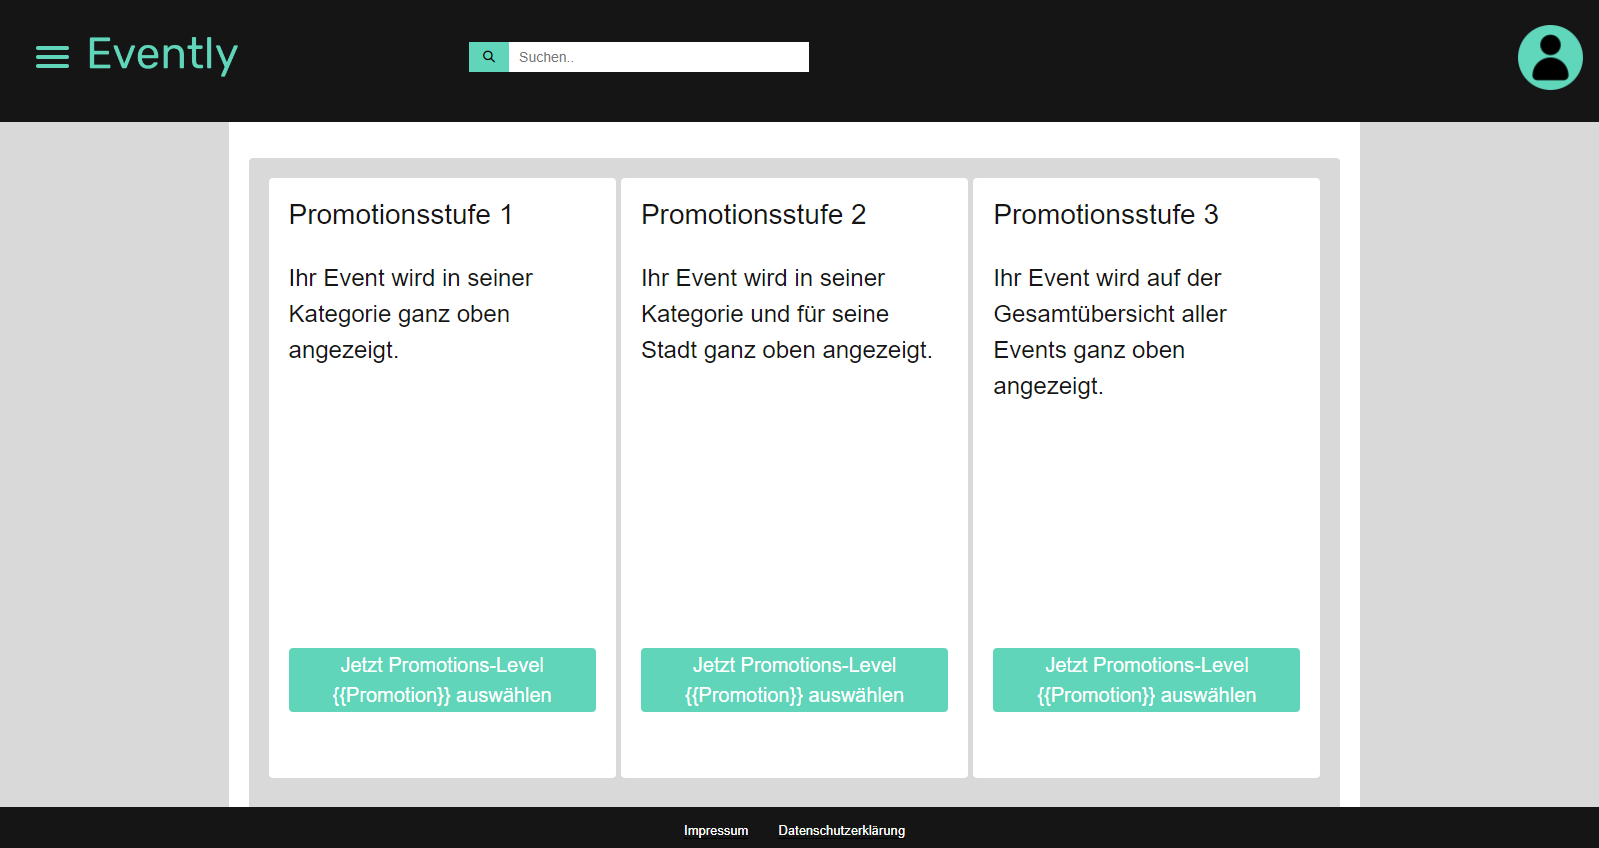 Evently
Suchen..
Promotionsstufe 1
Ihr Event wird in seiner
Kategorie ganz oben
angezeigt.
Jetzt Promotions-Level
{{Promotion}} auswählen
Promotionsstufe 2
Ihr Event wird in seiner
Kategorie und für seine
Stadt ganz oben angezeigt.
Jetzt Promotions-Level
{{Promotion}} auswählen
Promotionsstufe 3
Ihr Event wird auf der
Gesamtübersicht aller
Events ganz oben
angezeigt.
Jetzt Promotions-Level
{{Promotion}} auswählen
Impressum
Datenschutzerklärung